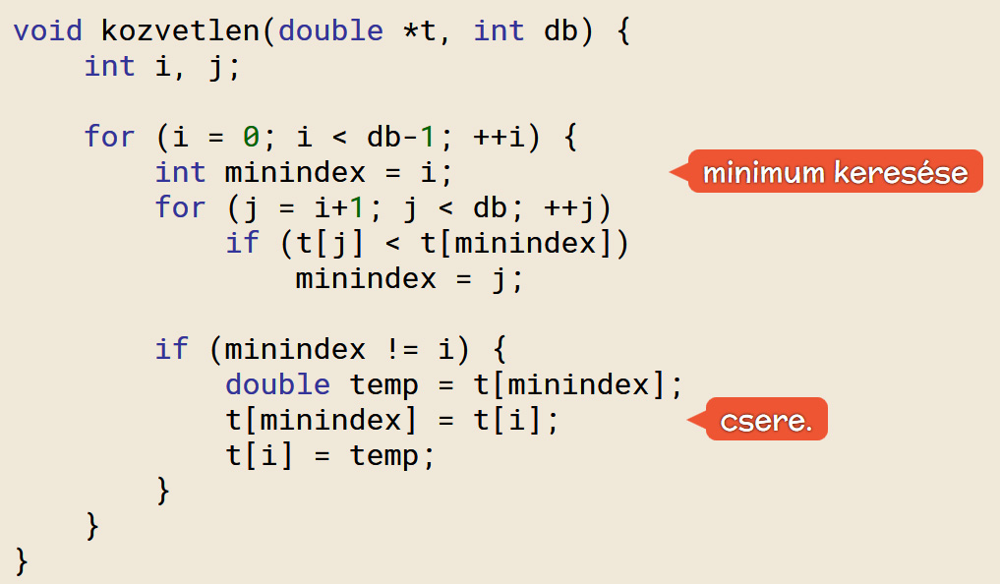 void kozvetlen(double *t, int db) {
    int i, j;

    for (i = 0; i < db-1; ++i) {
        int minindex = i;
minimum keresése
        for (j = i+1; j < db; ++j)
            if (t[j] < t[minindex])
                minindex = j;

        if (minindex != i) {
            double temp = t[minindex];
            t[minindex] = t[i];
csere.
            t[i] = temp;
        }
    }
}